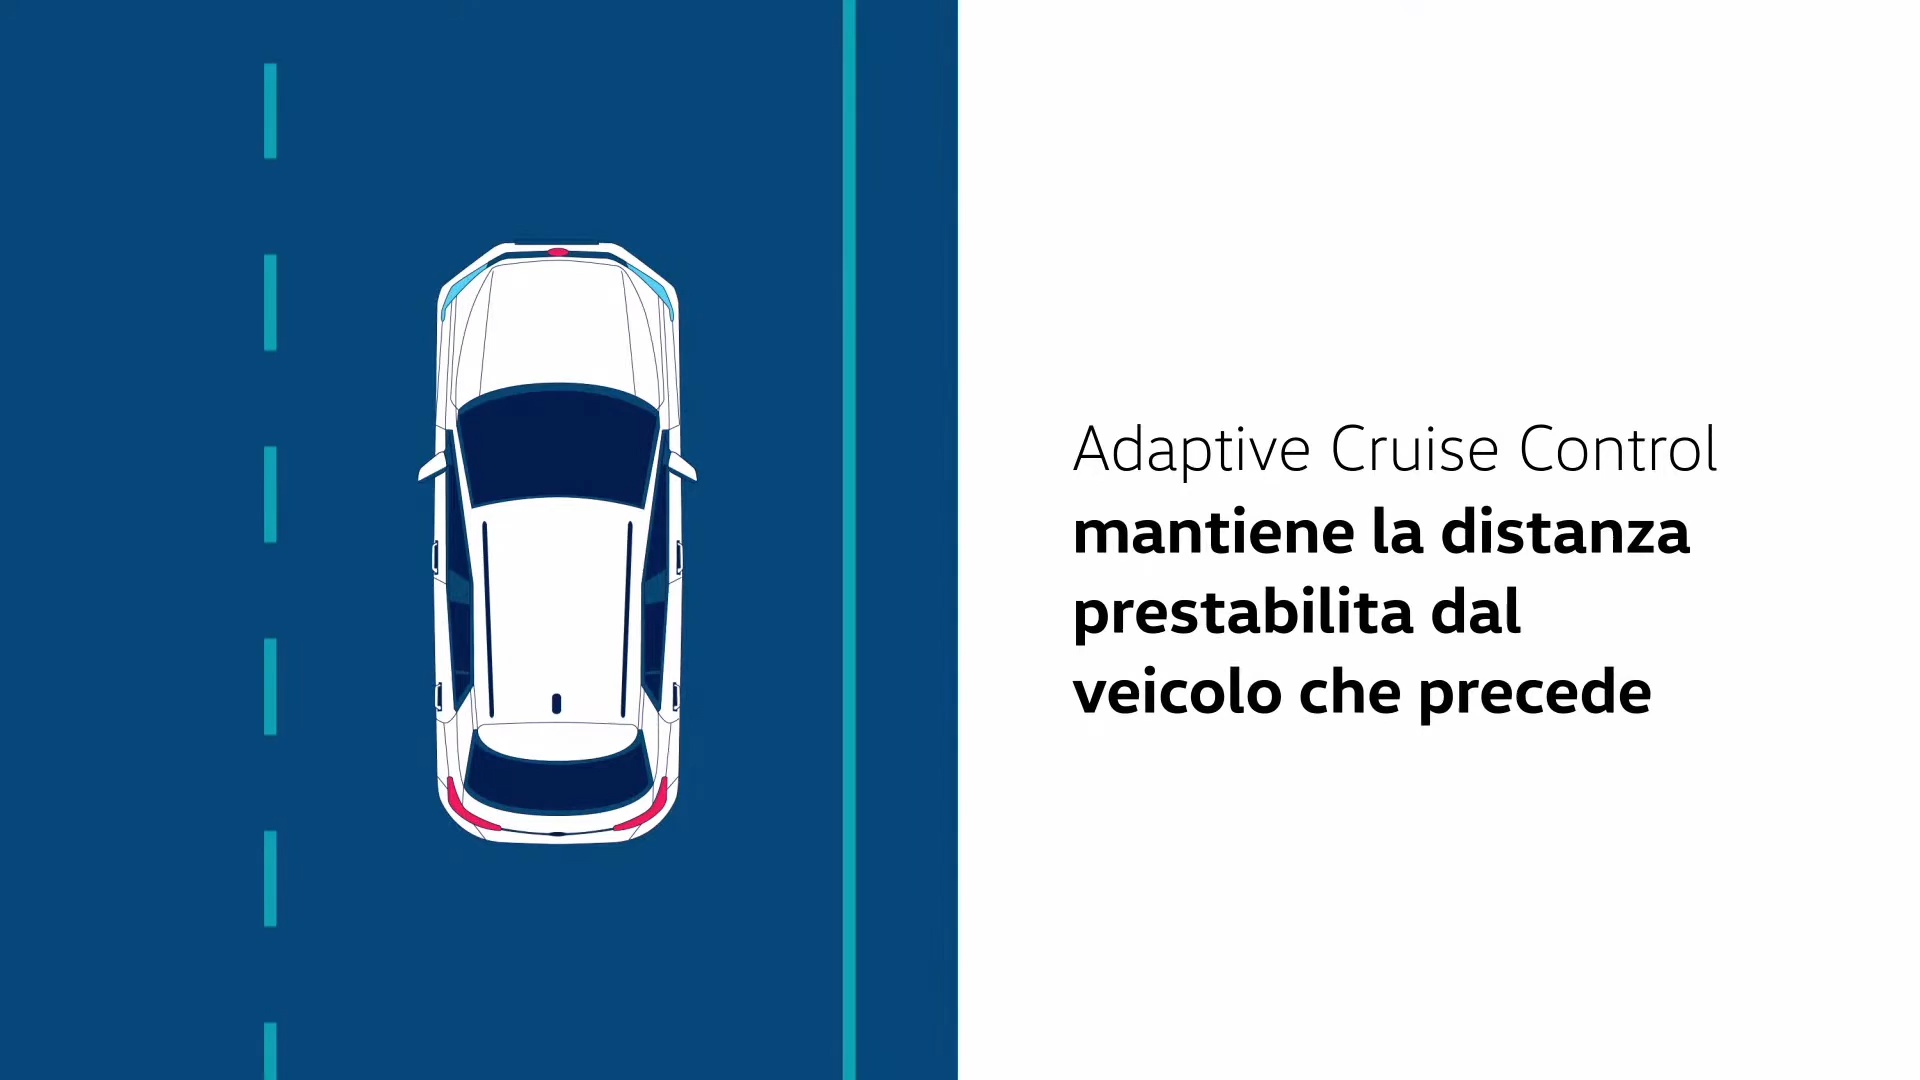 Adaptive Cruise Control
mantiene la distanza
prestabilita dal
veicolo che precede